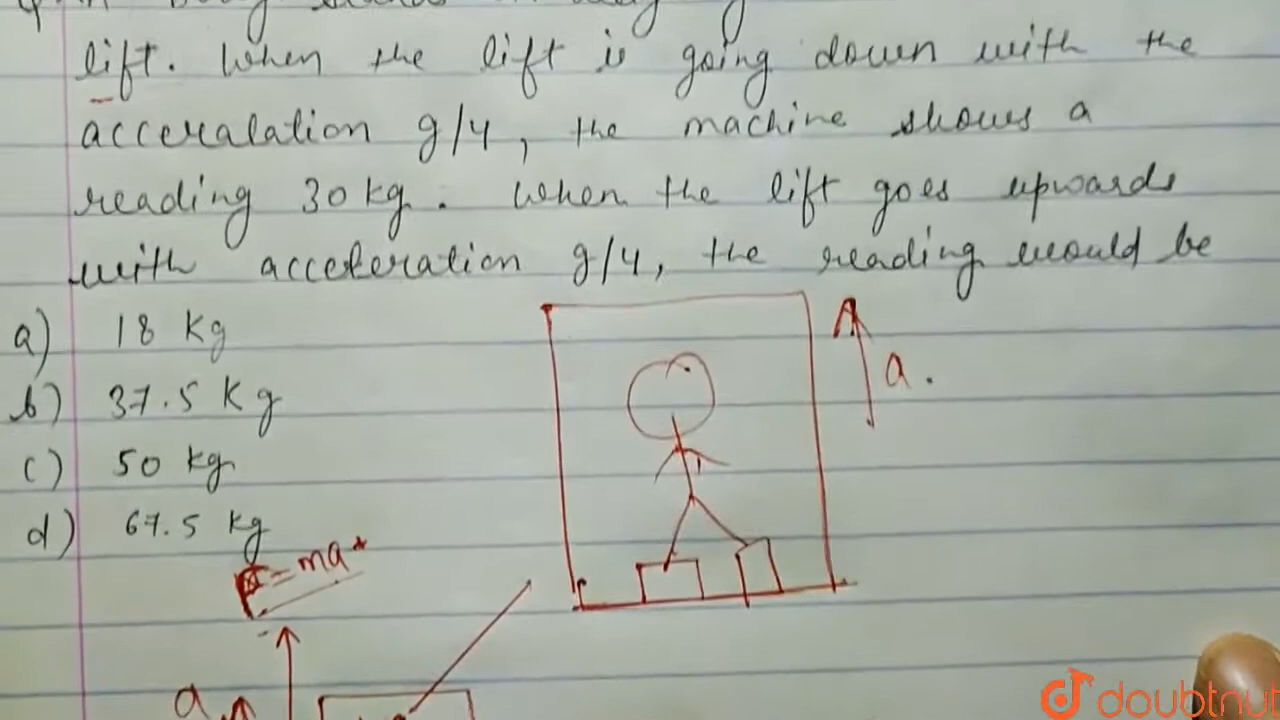 lift. When the lift is going down with the
acceralation g/4, the machine shows a
reading 30 kg. When the lift goes upwards
with acceleration g/4, the reading would be
a) 18 Kg
b) 37.5 Kg
c) 50 kg
d) 67.5 kg
a.
= ma
a
doubtnut